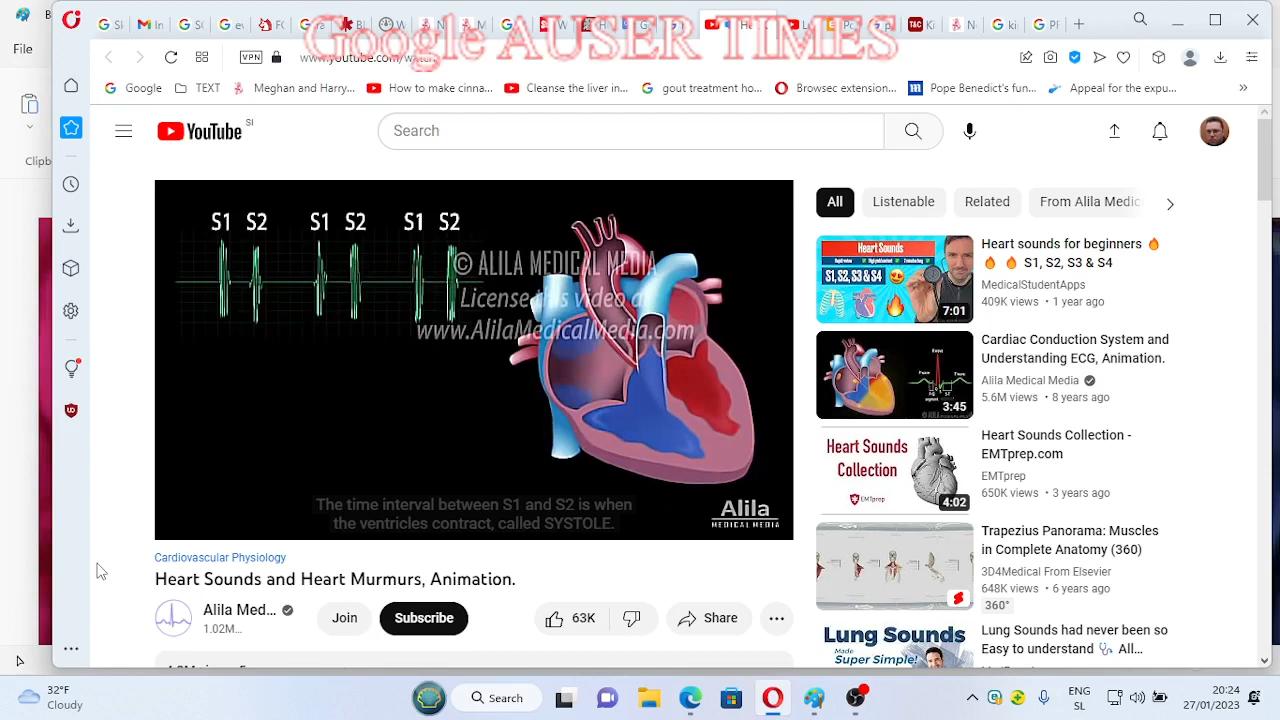 Google AUSER TIMES
File
Clipb
VPN
www.youtube.com/watch
Google
TEXT
Meghan and Harry...
How to make cinna...
Cleanse the liver in...
gout treatment ho...
Browsec extension...
Pope Benedict's fun...
Appeal for the expu...
YouTube SI
Search
S1 S2 S1 S2 S1 S2
© ALILA MEDICAL MEDIA
License this video at
www.AlilaMedicalMedia.com
The time interval between S1 and S2 is when
the ventricles contract, called SYSTOLE.
Alila
MEDICAL MEDIA
Cardiovascular Physiology
Heart Sounds and Heart Murmurs, Animation.
Alila Med...
1.02M...
Join
Subscribe
63K
Share
All
Listenable
Related
From Alila Medic
Heart Sounds
S1, S2, S3 & S4
7:01
Heart sounds for beginners
S1, S2, S3 & S4
MedicalStudentApps
409K views • 1 year ago
3:45
Cardiac Conduction System and
Understanding ECG, Animation.
Alila Medical Media
5.6M views • 8 years ago
Heart Sounds
Collection
EMTprep
4:02
Heart Sounds Collection -
EMTprep.com
EMTprep
650K views • 3 years ago
Trapezius Panorama: Muscles
in Complete Anatomy (360)
3D4Medical From Elsevier
648K views • 6 years ago
360°
Lung Sounds
Made
Super Simple!
Lung Sounds had never been so
Easy to understand All...
32°F
Cloudy
Search
ENG
SL
20:24
27/01/2023